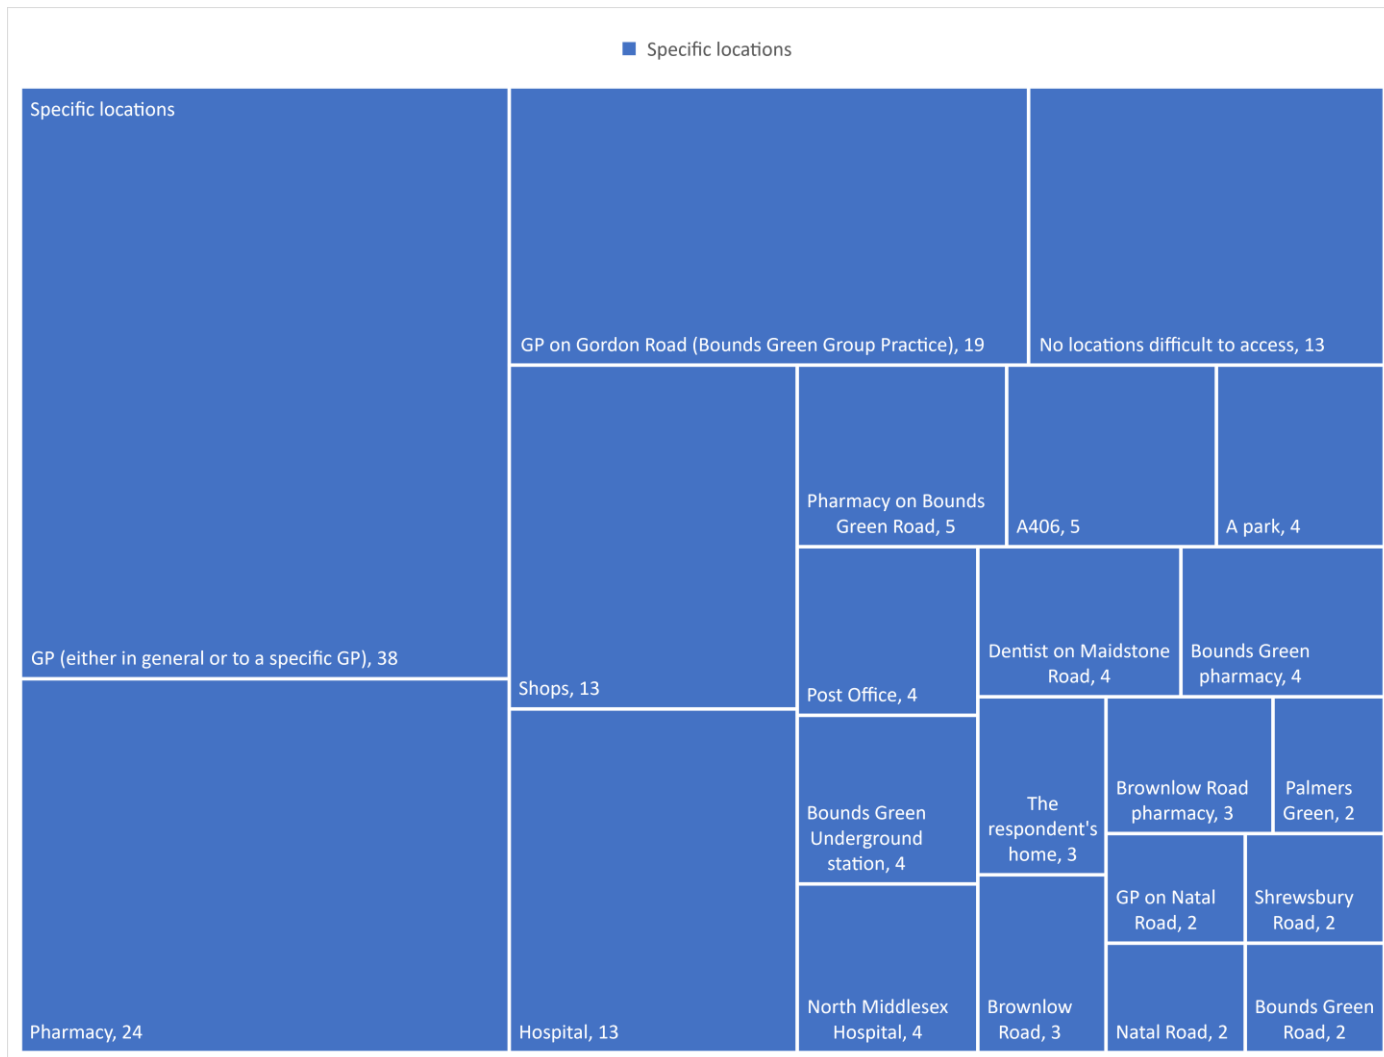 Specific locations
Specific locations
GP (either in general or to a specific GP), 38
Pharmacy, 24
GP on Gordon Road (Bounds Green Group Practice), 19
No locations difficult to access, 13
Shops, 13
Hospital, 13
Pharmacy on Bounds
Green Road, 5
A406, 5
A park, 4
Post Office, 4
Bounds Green
Underground
station, 4
North Middlesex
Hospital, 4
Dentist on Maidstone
Road, 4
Bounds Green
pharmacy, 4
The
respondent's
home, 3
Brownlow
Road, 3
Brownlow Road
pharmacy, 3
Palmers
Green, 2
GP on Natal
Road, 2
Shrewsbury
Road, 2
Natal Road, 2
Bounds Green
Road, 2